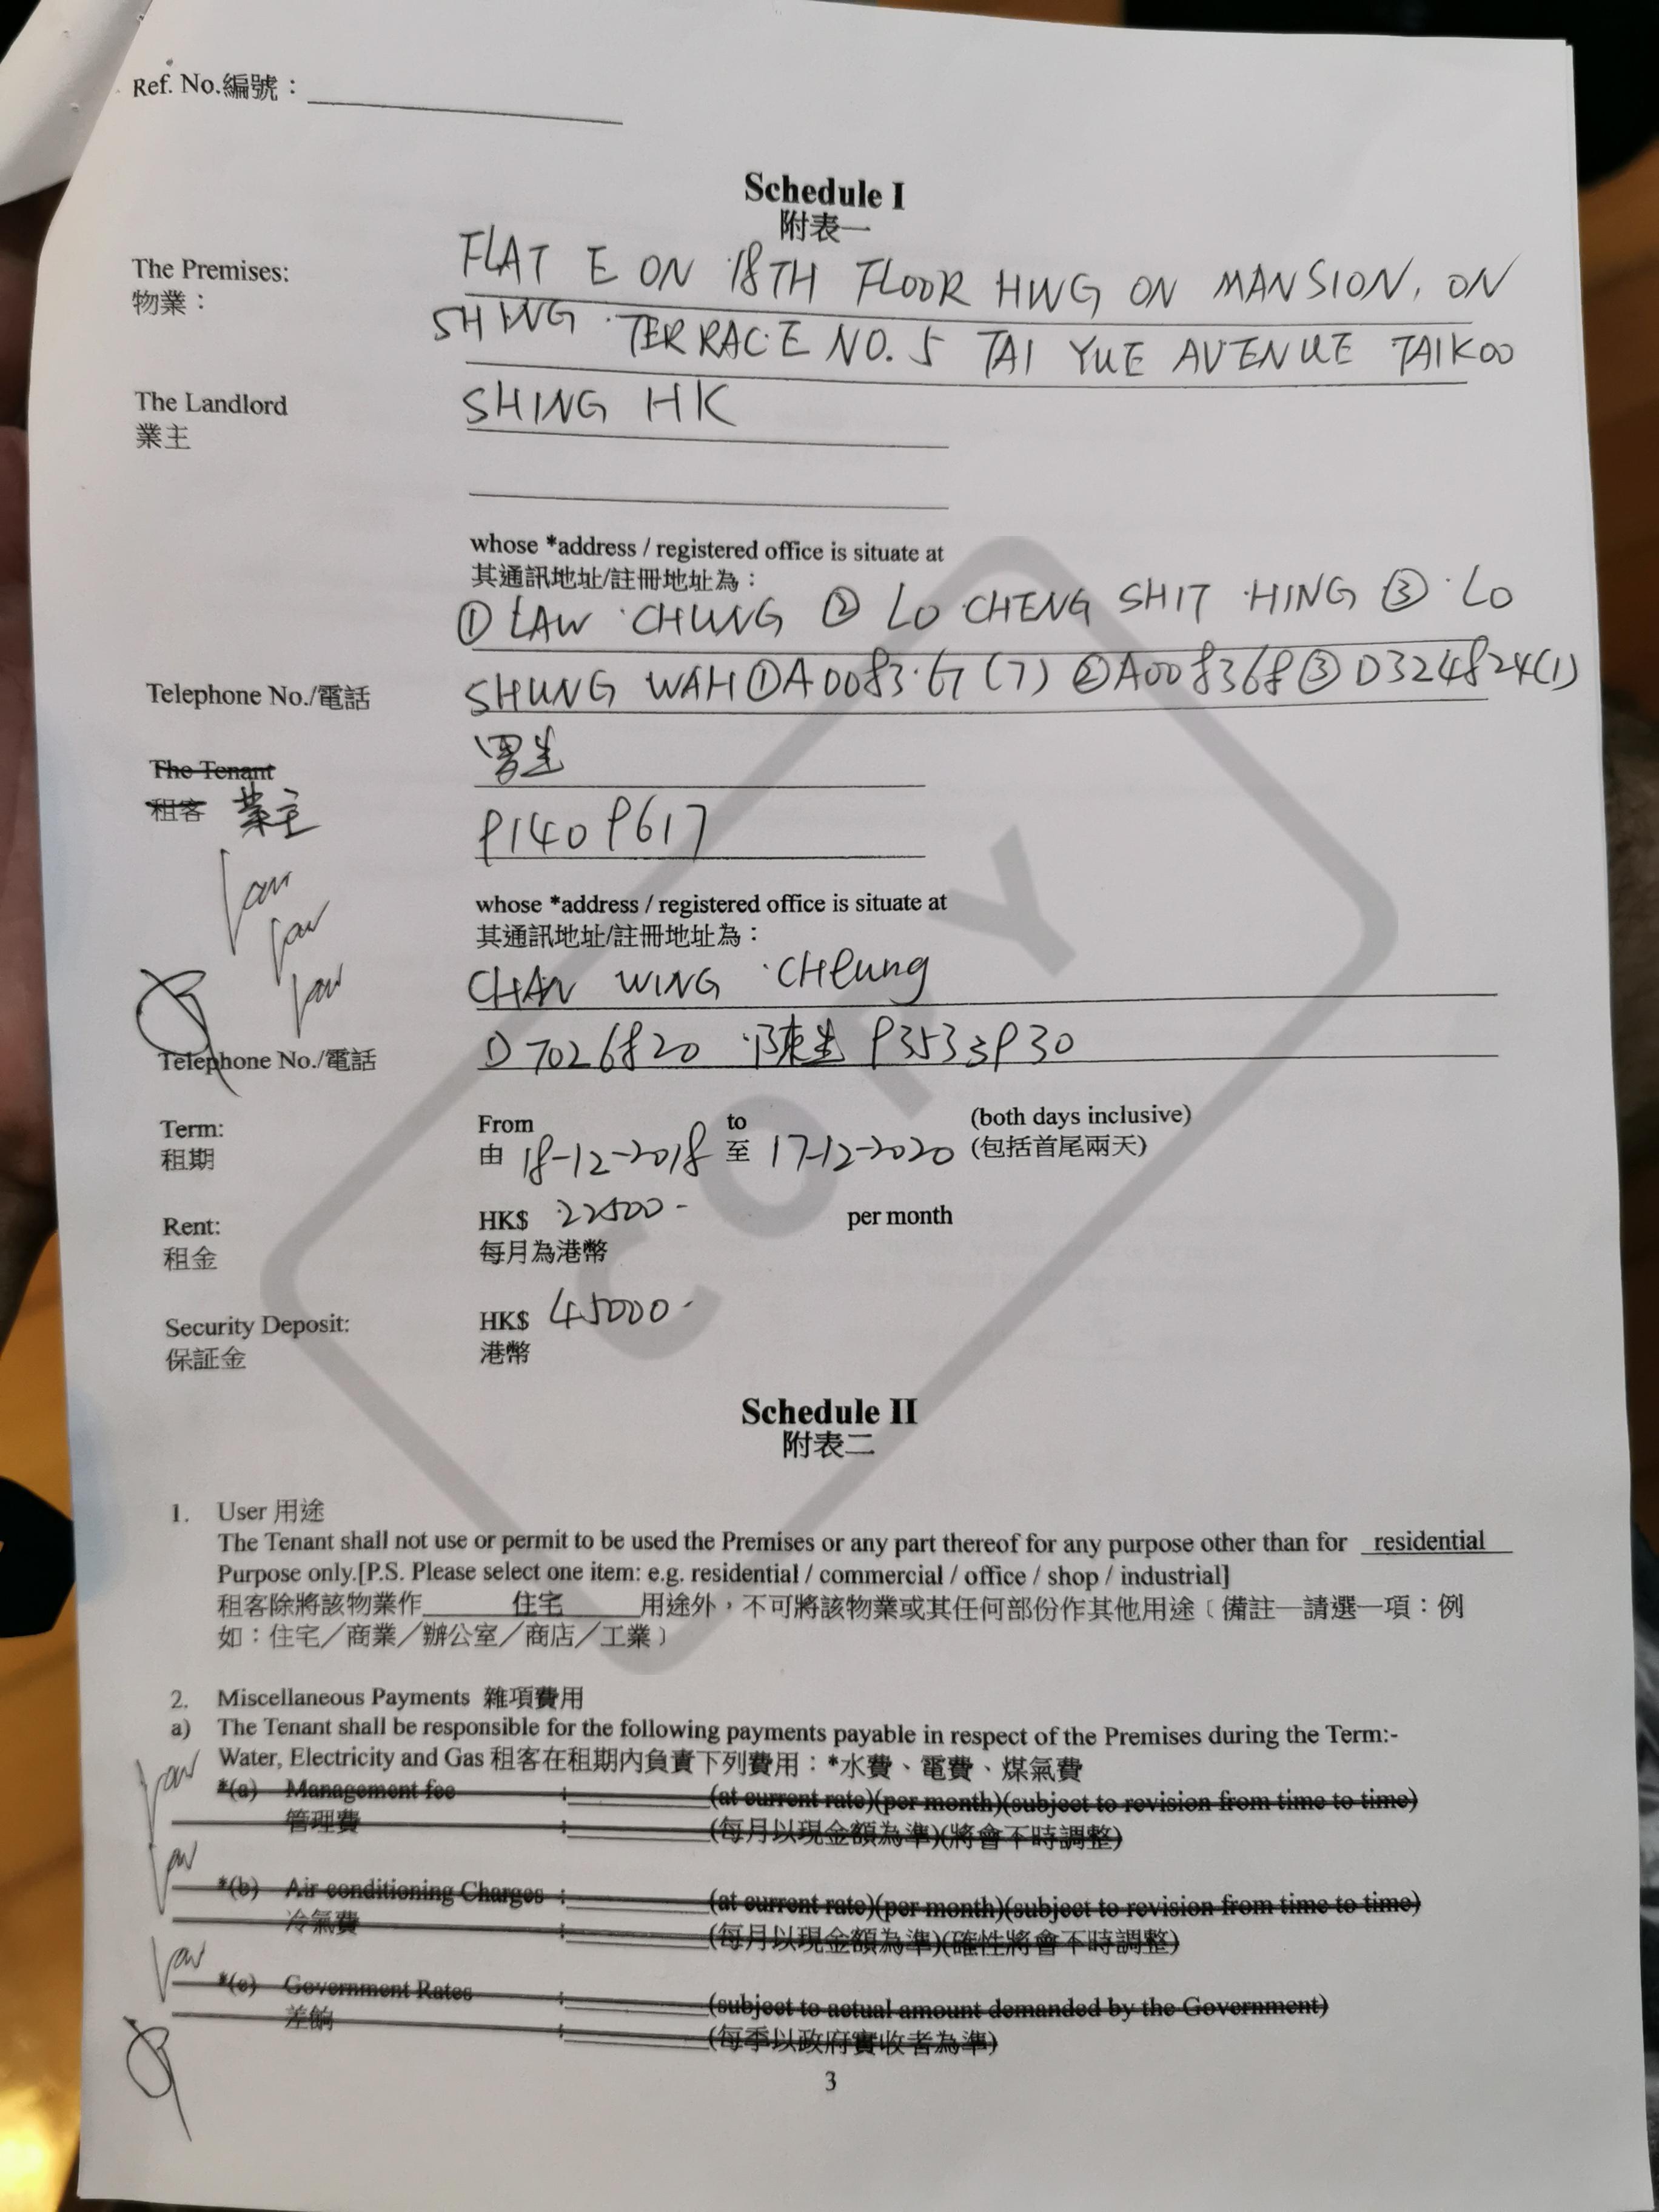 Ref. No.編號：
Schedule I
附表一
The Premises:
物業：
FLAT E ON 18TH FLOOR HWG ON MANSION, ON
SHING TERRACE NO. 5 TAI YUE AVENUE TAIKOO
The Landlord
業主
SHING HK
whose *address / registered office is situate at
其通訊地址/註冊地址為：
① LAW CHUNG ② LO CHENG SHIT HING ③ LO
Telephone No./電話
SHUNG WAH ① ② A008368 ③ D324824(1)
The Tenant
租客 業主
91409617
Law
Law
Law
whose *address / registered office is situate at
其通訊地址/註冊地址為：
CHAN WING CHeung
Telephone No./電話
D7026820 陳生 93533930
Term:
租期
From to (both days inclusive)
由 18-12-2018 至 17-12-2020 (包括首尾兩天)
Rent:
租金
HK$ 22500- per month
每月為港幣
Security Deposit:
保証金
HK$ 45000-
港幣
Schedule II
附表二
1. User 用途
The Tenant shall not use or permit to be used the Premises or any part thereof for any purpose other than for residential
Purpose only.[P.S. Please select one item: e.g. residential / commercial / office / shop / industrial]
租客除將該物業作 住宅 用途外，不可將該物業或其任何部份作其他用途﹝備註—請選一項：例
如：住宅／商業／辦公室／商店／工業﹞
2. Miscellaneous Payments 雜項費用
a) The Tenant shall be responsible for the following payments payable in respect of the Premises during the Term:-
Water, Electricity and Gas 租客在租期內負責下列費用：*水費、電費、煤氣費
Law
*(a) Management fee : (at current rate)(per month)(subject to revision from time to time)
管理費 : (每月以現金額為準)(將會不時調整)
Law
*(b) Air conditioning Charges : (at current rate)(per month)(subject to revision from time to time)
冷氣費 : (每月以現金額為準)(確性將會不時調整)
Law
*(c) Government Rates : (subject to actual amount demanded by the Government)
差餉 : (每季以政府實收者為準)
3
COPY